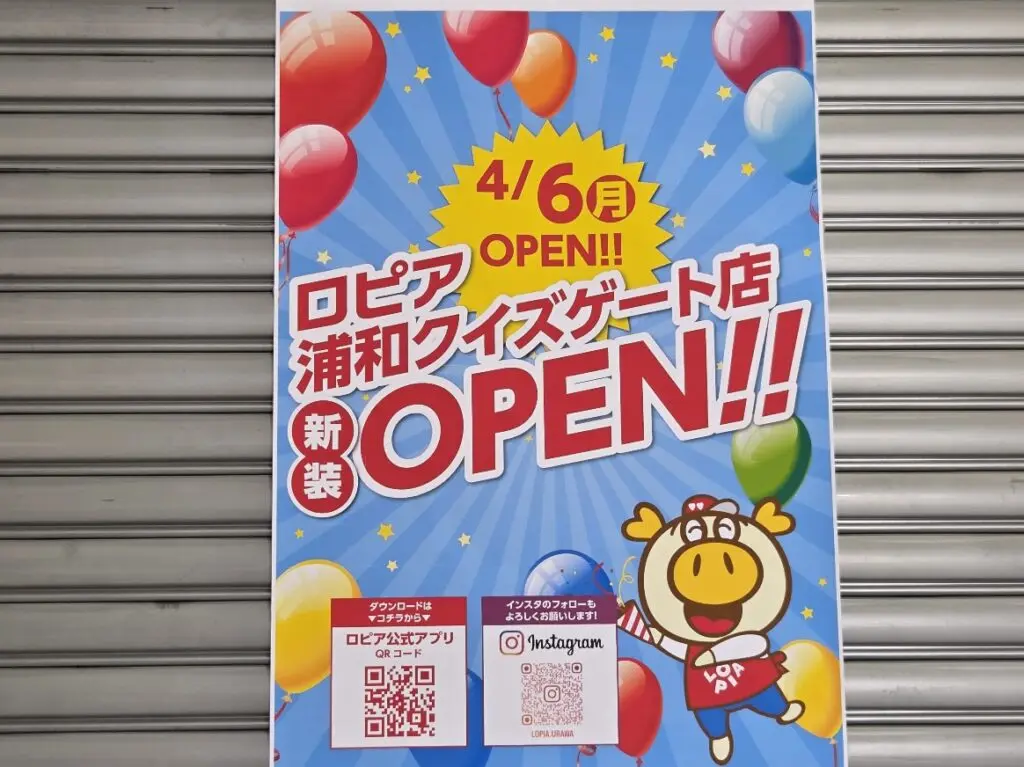 4/6月
OPEN!!
ロピア
浦和クイズゲート店
新装
OPEN!!
ダウンロードは
▼コチラから▼
ロピア公式アプリ
QRコード
インスタのフォローも
よろしくお願いします!
Instagram
LOPIA.URAWA
LOPIA